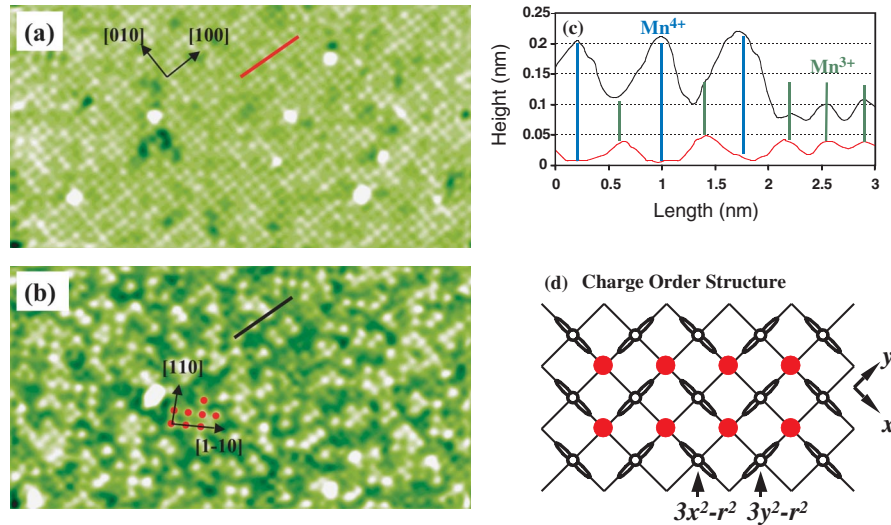 (a)
[010]
[100]
(b)
[110]
[1-10]
(c)
Height (nm)
0.25
0.2
0.15
0.1
0.05
0
Mn⁴⁺
Mn³⁺
0 0.5 1 1.5 2 2.5 3
Length (nm)
(d) Charge Order Structure
y
x
3x²-r² 3y²-r²